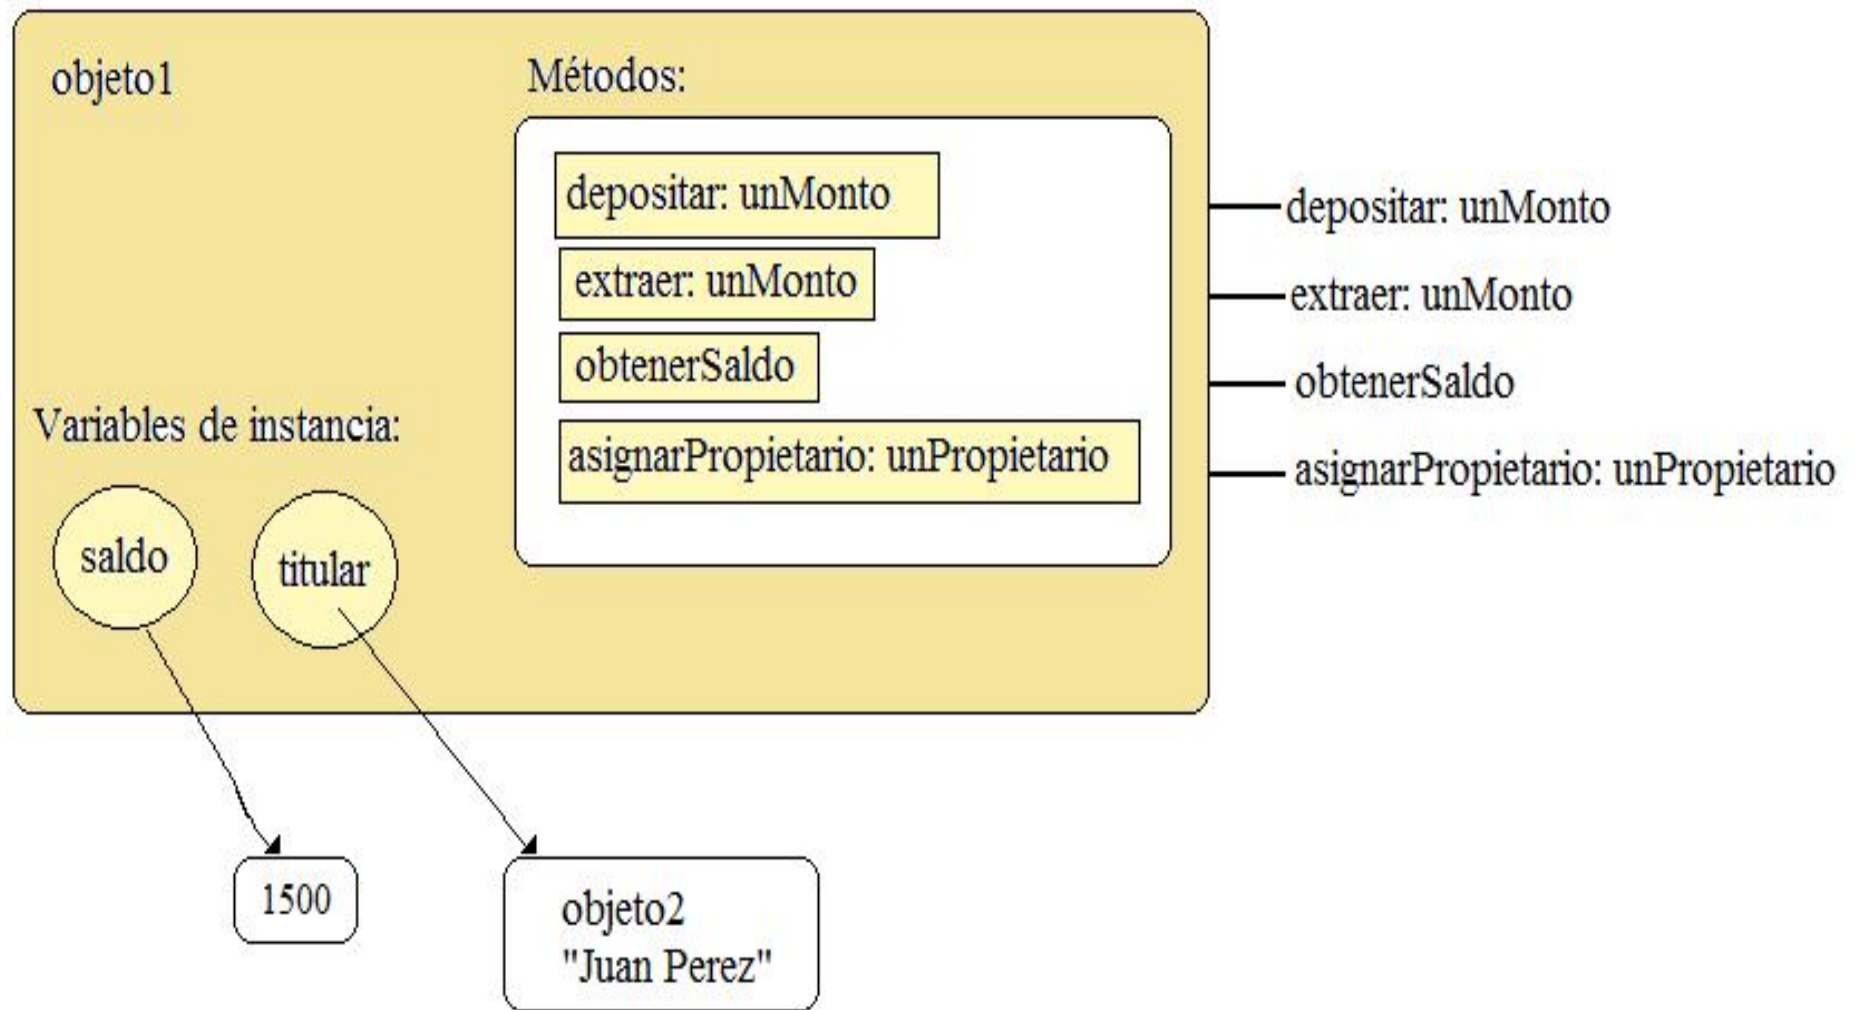 objeto1
Métodos:
depositar: unMonto
extraer: unMonto
obtenerSaldo
asignarPropietario: unPropietario
depositar: unMonto
extraer: unMonto
obtenerSaldo
asignarPropietario: unPropietario
Variables de instancia:
saldo
titular
1500
objeto2
"Juan Perez"